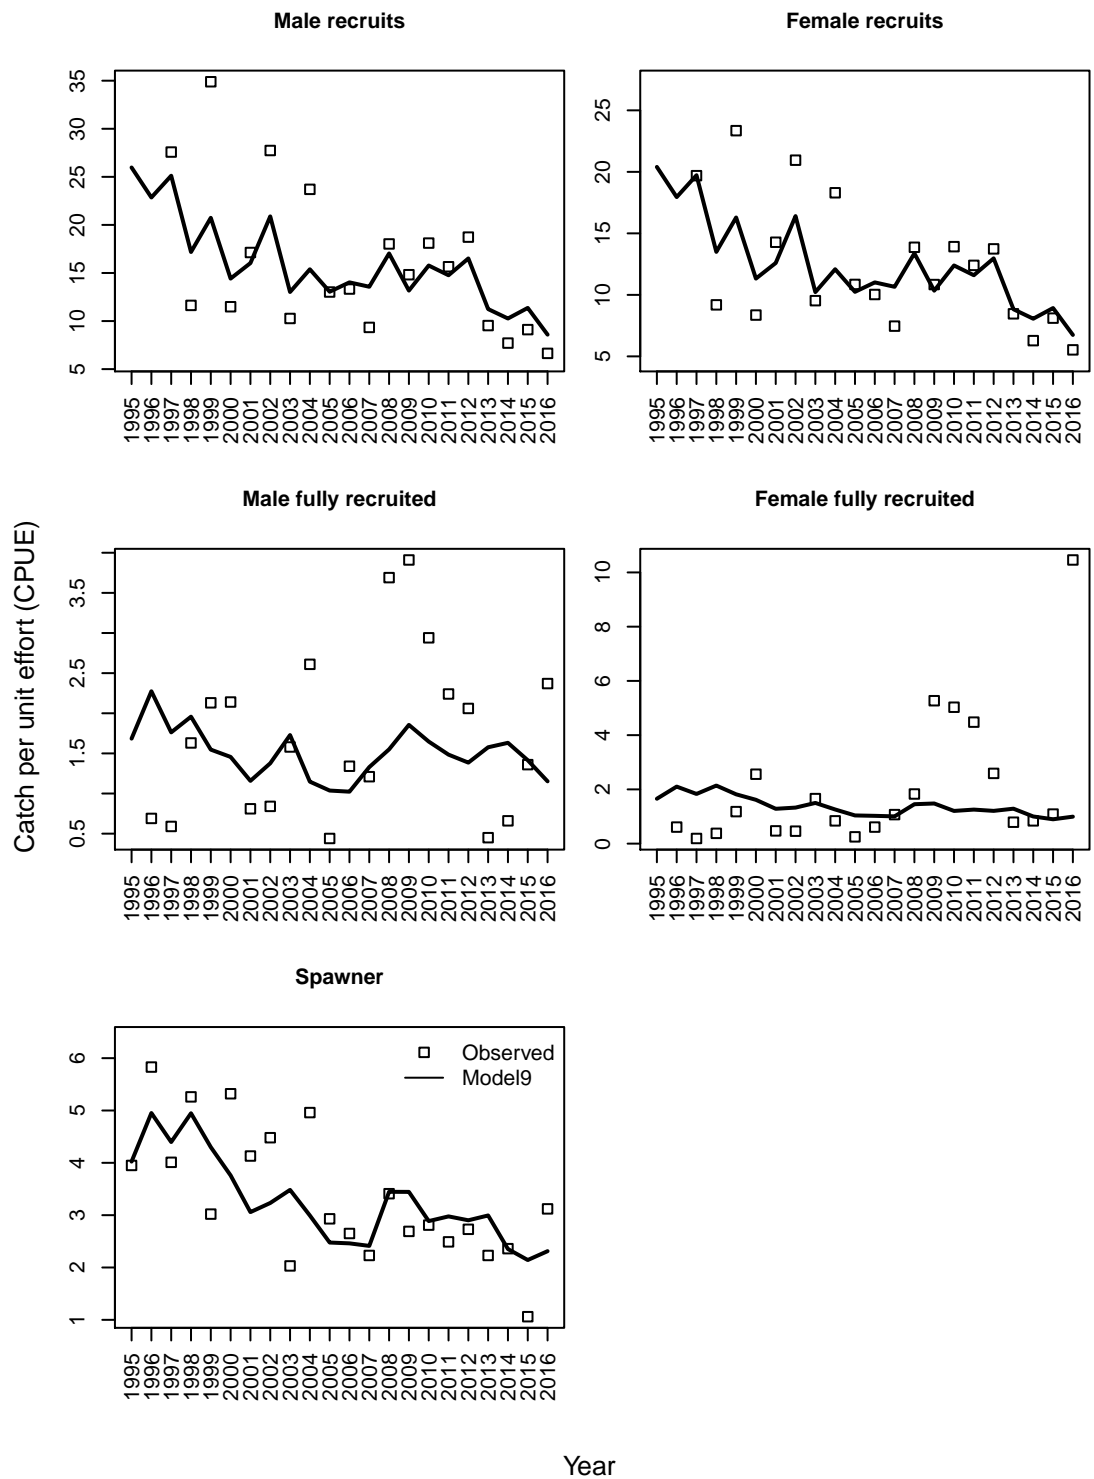 Male recruits
35
30
25
20
15
10
5
1995 1996 1997 1998 1999 2000 2001 2002 2003 2004 2005 2006 2007 2008 2009 2010 2011 2012 2013 2014 2015 2016
Female recruits
25
20
15
10
5
1995 1996 1997 1998 1999 2000 2001 2002 2003 2004 2005 2006 2007 2008 2009 2010 2011 2012 2013 2014 2015 2016
Catch per unit effort (CPUE)
Male fully recruited
3.5
2.5
1.5
0.5
1995 1996 1997 1998 1999 2000 2001 2002 2003 2004 2005 2006 2007 2008 2009 2010 2011 2012 2013 2014 2015 2016
Female fully recruited
10
8
6
4
2
0
1995 1996 1997 1998 1999 2000 2001 2002 2003 2004 2005 2006 2007 2008 2009 2010 2011 2012 2013 2014 2015 2016
Spawner
6
5
4
3
2
1
Observed
Model9
1995 1996 1997 1998 1999 2000 2001 2002 2003 2004 2005 2006 2007 2008 2009 2010 2011 2012 2013 2014 2015 2016
Year